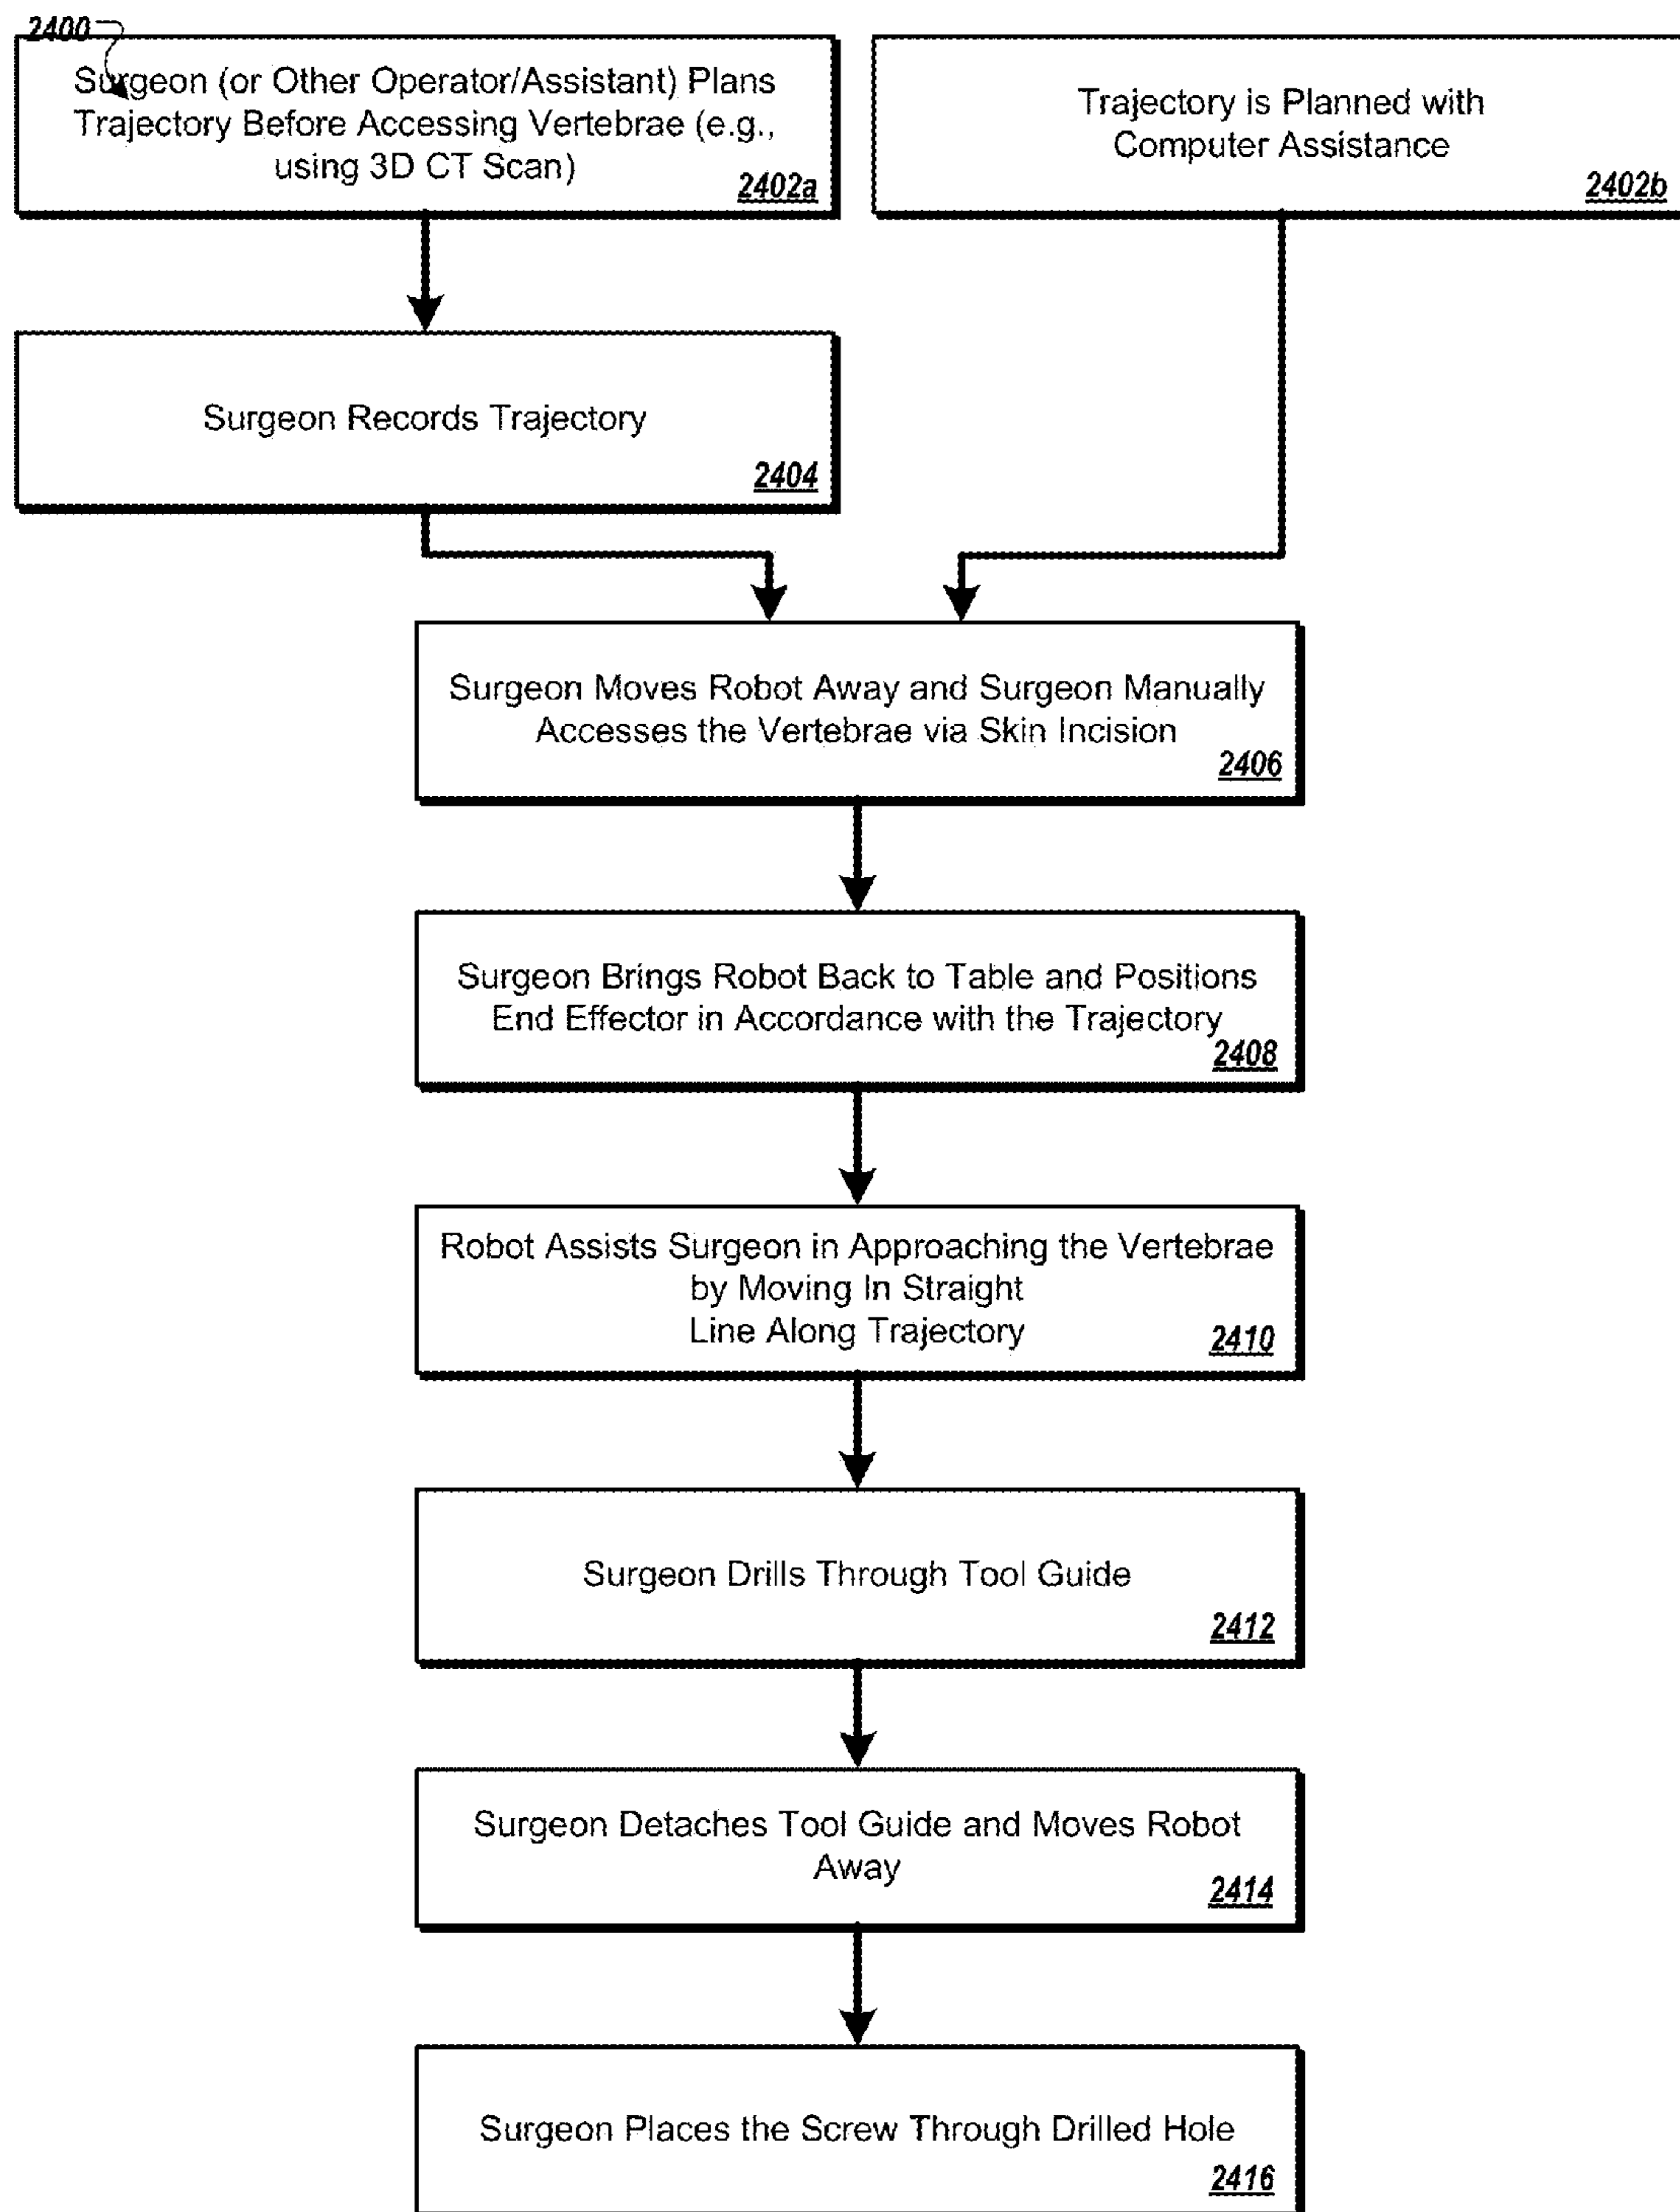 2400
Surgeon (or Other Operator/Assistant) Plans
Trajectory Before Accessing Vertebrae (e.g.,
using 3D CT Scan)
2402a
Trajectory is Planned with
Computer Assistance
2402b
Surgeon Records Trajectory
2404
Surgeon Moves Robot Away and Surgeon Manually
Accesses the Vertebrae via Skin Incision
2406
Surgeon Brings Robot Back to Table and Positions
End Effector in Accordance with the Trajectory
2408
Robot Assists Surgeon in Approaching the Vertebrae
by Moving In Straight
Line Along Trajectory
2410
Surgeon Drills Through Tool Guide
2412
Surgeon Detaches Tool Guide and Moves Robot
Away
2414
Surgeon Places the Screw Through Drilled Hole
2416